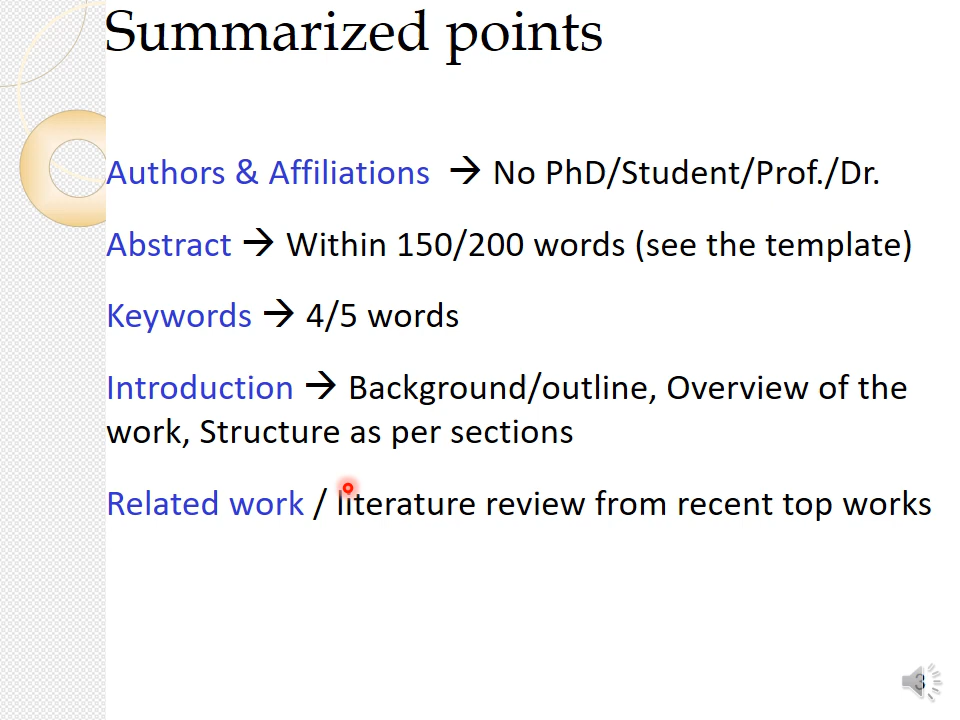 Summarized points
Authors & Affiliations → No PhD/Student/Prof./Dr.
Abstract → Within 150/200 words (see the template)
Keywords → 4/5 words
Introduction → Background/outline, Overview of the
work, Structure as per sections
Related work / literature review from recent top works
3